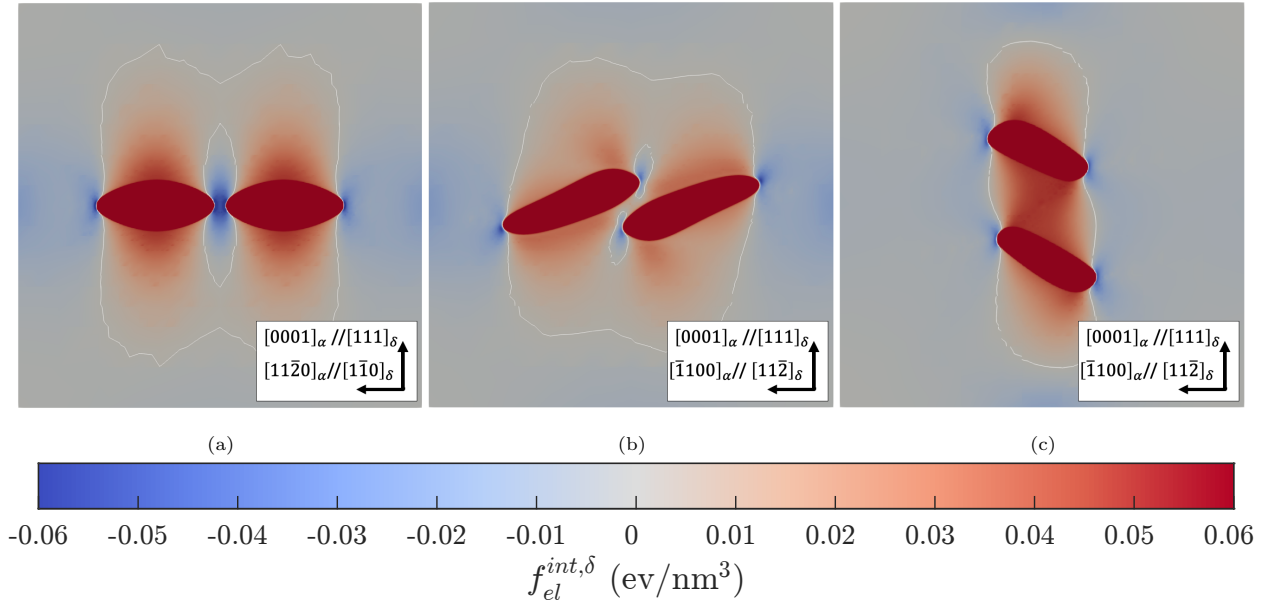 [0001]α //[111]δ
[112̄0]α//[11̄0]δ
[0001]α //[111]δ
[1̄100]α// [112̄]δ
[0001]α //[111]δ
[1̄100]α// [112̄]δ
(a) (b) (c)
-0.06 -0.05 -0.04 -0.03 -0.02 -0.01 0 0.01 0.02 0.03 0.04 0.05 0.06
f_el^int,δ (ev/nm³)